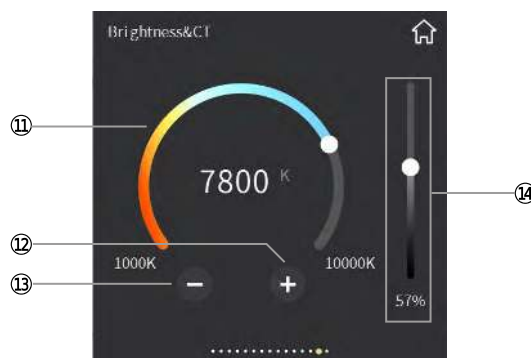 Brightness&CT
⑪
7800 K
⑭
⑫
1000K
10000K
⑬
− +
57%